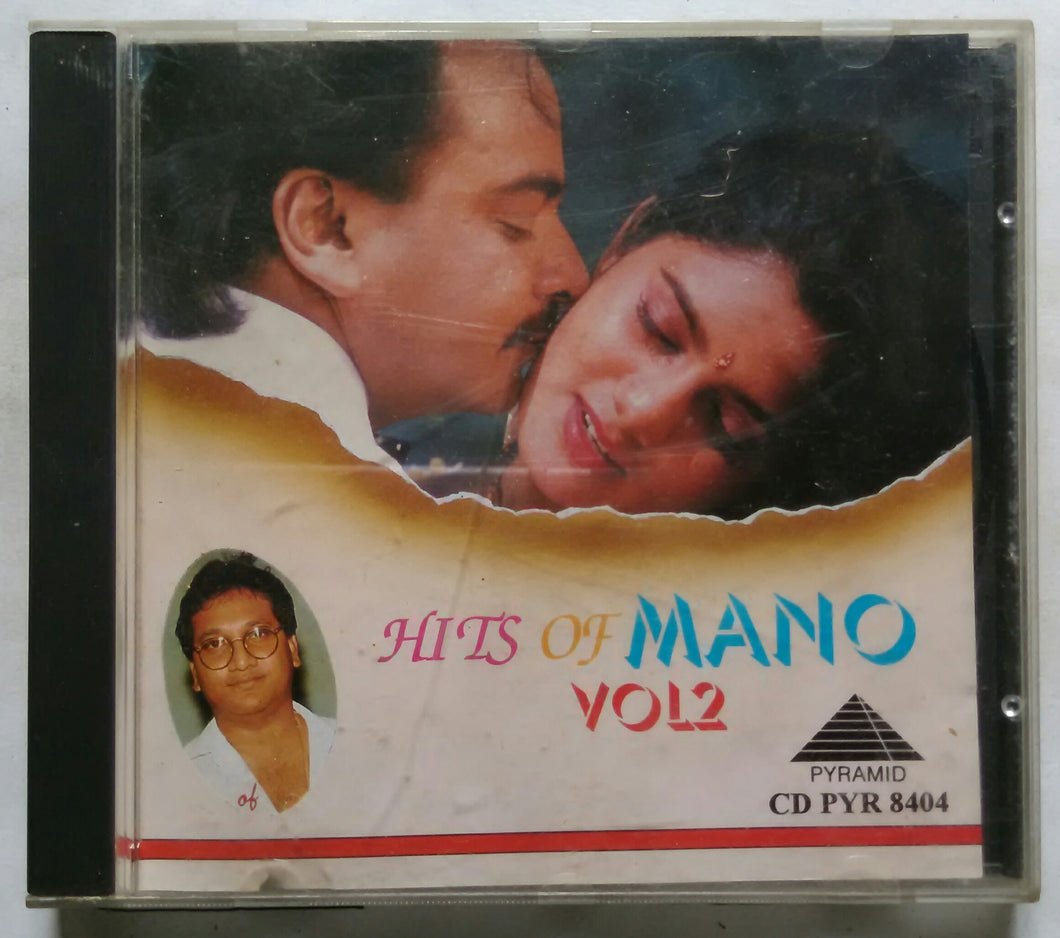 HITS OF MANO
VOL2
of
PYRAMID
CD PYR 8404